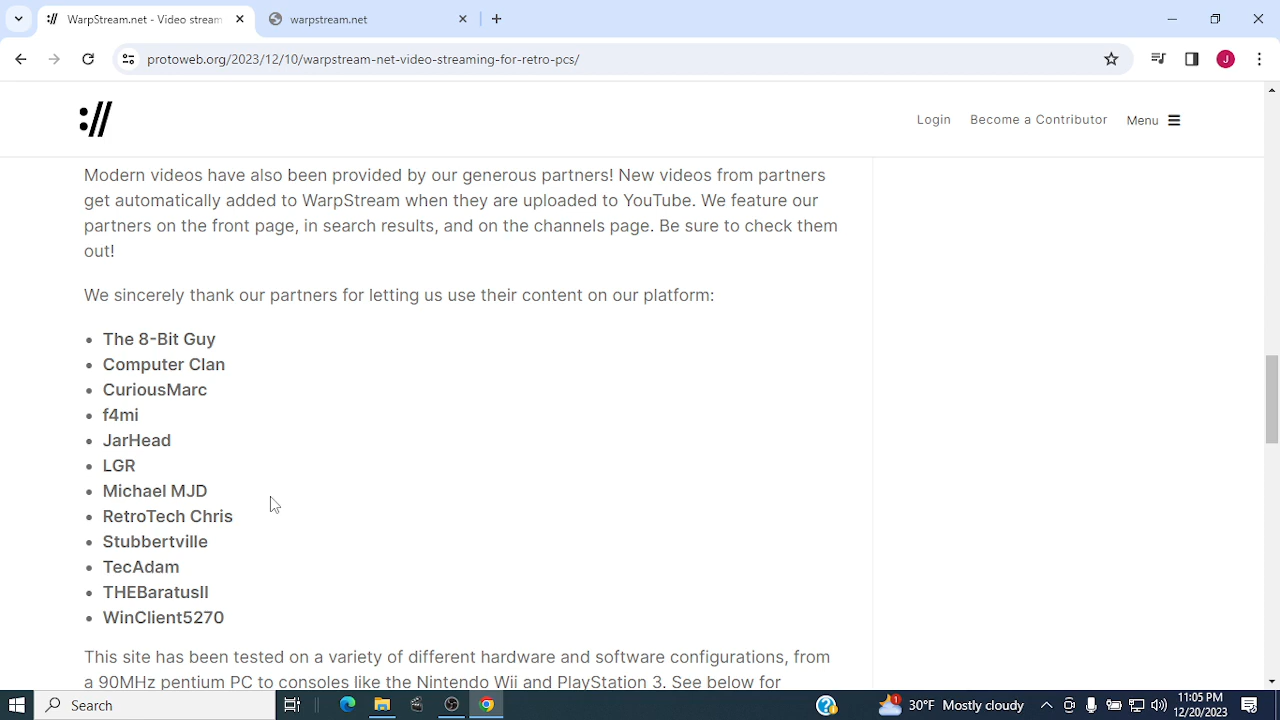 WarpStream.net - Video stream
warpstream.net
protoweb.org/2023/12/10/warpstream-net-video-streaming-for-retro-pcs/
J
://
Login
Become a Contributor
Menu
Modern videos have also been provided by our generous partners! New videos from partners
get automatically added to WarpStream when they are uploaded to YouTube. We feature our
partners on the front page, in search results, and on the channels page. Be sure to check them
out!
We sincerely thank our partners for letting us use their content on our platform:
• The 8-Bit Guy
• Computer Clan
• CuriousMarc
• f4mi
• JarHead
• LGR
• Michael MJD
• RetroTech Chris
• Stubbertville
• TecAdam
• THEBaratusII
• WinClient5270
This site has been tested on a variety of different hardware and software configurations, from
a 90MHz pentium PC to consoles like the Nintendo Wii and PlayStation 3. See below for
Search
1
30°F Mostly cloudy
11:05 PM
12/20/2023